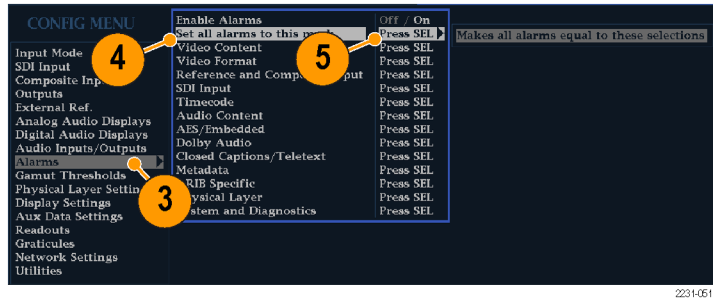 CONFIG MENU
Input Mode
SDI Input
Composite Inp
Outputs
External Ref.
Analog Audio Displays
Digital Audio Displays
Audio Inputs/Outputs
Alarms
Gamut Thresholds
Physical Layer Settin
Display Settings
Aux Data Settings
Readouts
Graticules
Network Settings
Utilities
3
4
5
Enable Alarms Off / On
Set all alarms to this m Press SEL
Video Content Press SEL
Video Format Press SEL
Reference and Comp put Press SEL
SDI Input Press SEL
Timecode Press SEL
Audio Content Press SEL
AES/Embedded Press SEL
Dolby Audio Press SEL
Closed Captions/Teletext Press SEL
Metadata Press SEL
RIB Specific Press SEL
ysical Layer Press SEL
stem and Diagnostics Press SEL
Makes all alarms equal to these selections
2231-051